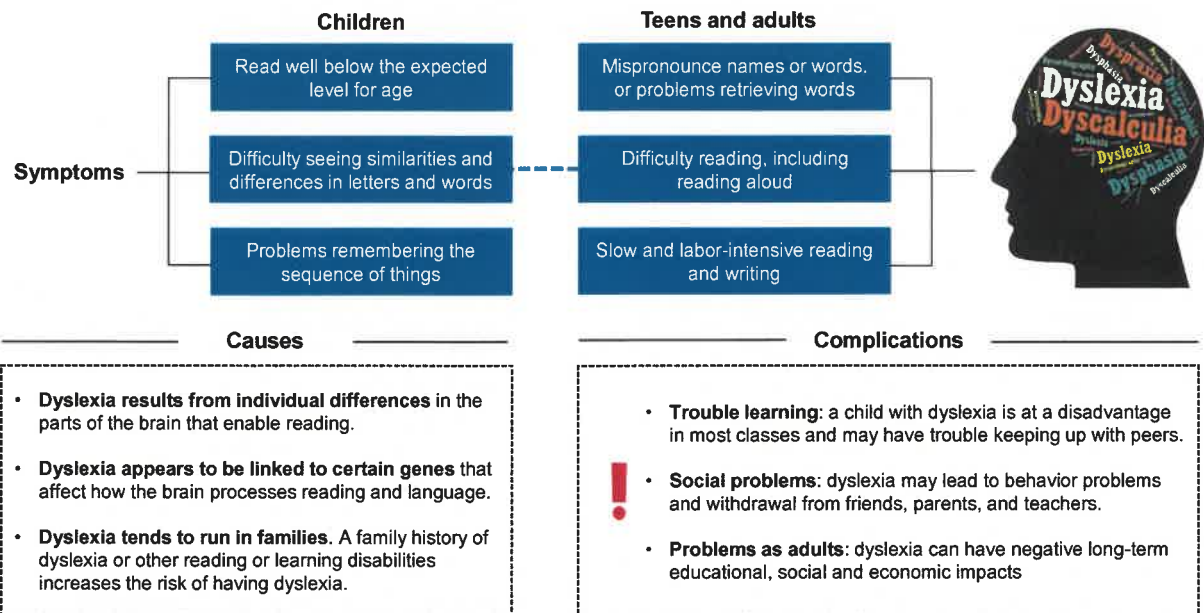 Children
Teens and adults
Symptoms
Read well below the expected
level for age
Difficulty seeing similarities and
differences in letters and words
Problems remembering the
sequence of things
Mispronounce names or words.
or problems retrieving words
Difficulty reading, including
reading aloud
Slow and labor-intensive reading
and writing
Dyspraxia
Dysphasia
Dyslexia
Dyscalculia
Dyslexia
Dysphasia
Dyscalculia
Causes
• Dyslexia results from individual differences in the
parts of the brain that enable reading.
• Dyslexia appears to be linked to certain genes that
affect how the brain processes reading and language.
• Dyslexia tends to run in families. A family history of
dyslexia or other reading or learning disabilities
increases the risk of having dyslexia.
Complications
!
• Trouble learning: a child with dyslexia is at a disadvantage
in most classes and may have trouble keeping up with peers.
• Social problems: dyslexia may lead to behavior problems
and withdrawal from friends, parents, and teachers.
• Problems as adults: dyslexia can have negative long-term
educational, social and economic impacts